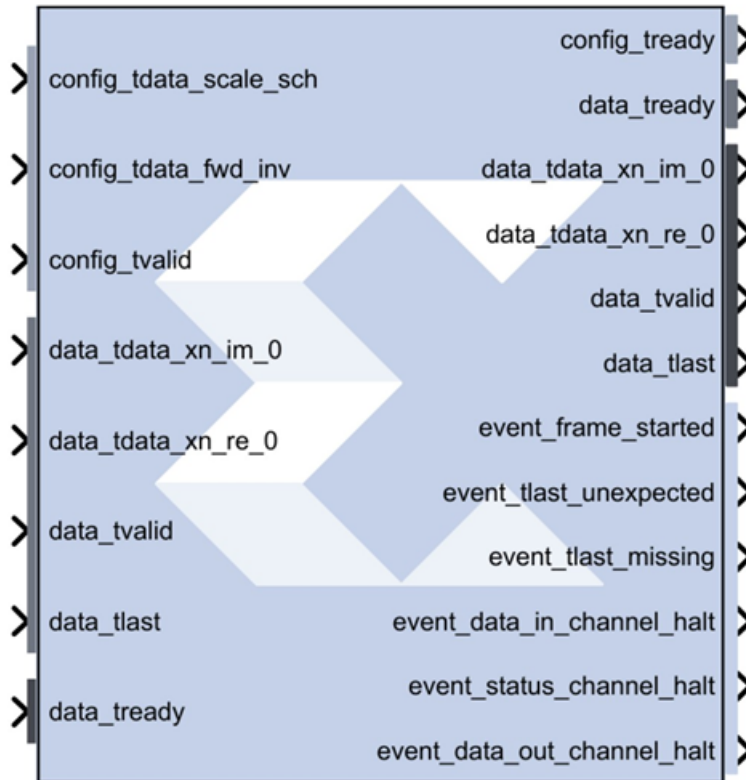 config_tdata_scale_sch
config_tdata_fwd_inv
config_tvalid
data_tdata_xn_im_0
data_tdata_xn_re_0
data_tvalid
data_tlast
data_tready
config_tready
data_tready
data_tdata_xn_im_0
data_tdata_xn_re_0
data_tvalid
data_tlast
event_frame_started
event_tlast_unexpected
event_tlast_missing
event_data_in_channel_halt
event_status_channel_halt
event_data_out_channel_halt